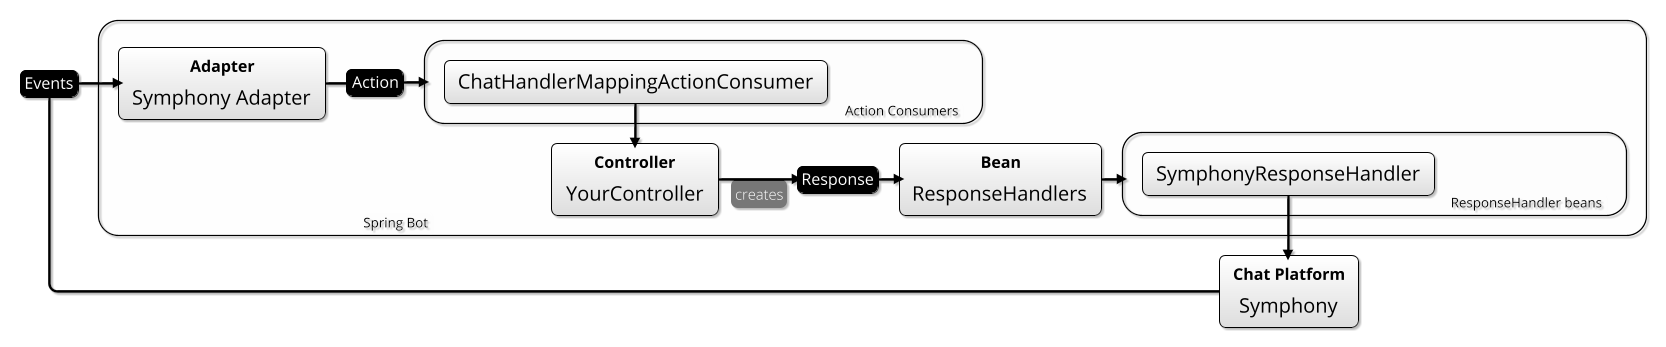 Events
Adapter
Symphony Adapter
Action
ChatHandlerMappingActionConsumer
Action Consumers
Controller
YourController
creates
Response
Bean
ResponseHandlers
SymphonyResponseHandler
ResponseHandler beans
Spring Bot
Chat Platform
Symphony